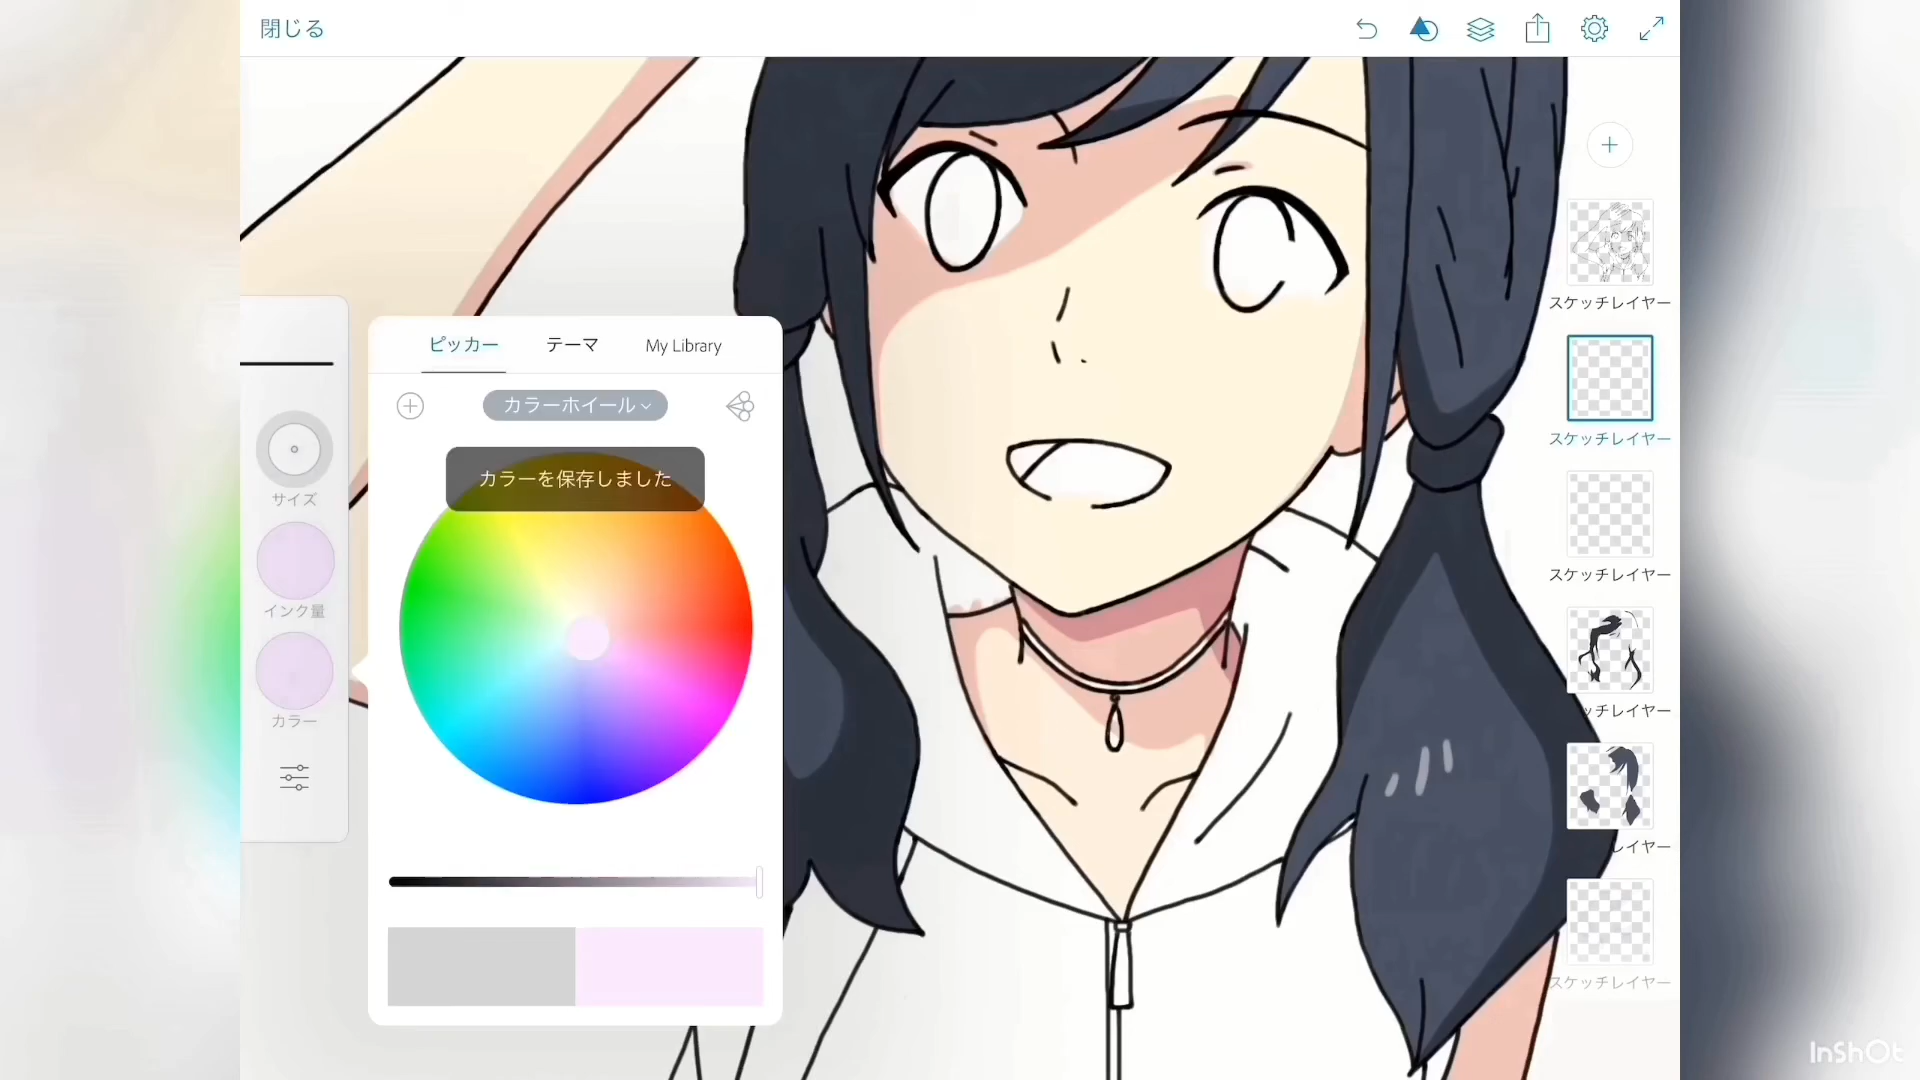 閉じる
ピッカー
テーマ
My Library
カラーホイール
カラーを保存しました
サイズ
インク量
カラー
スケッチレイヤー
スケッチレイヤー
スケッチレイヤー
ッチレイヤー
レイヤー
スケッチレイヤー
InShOt